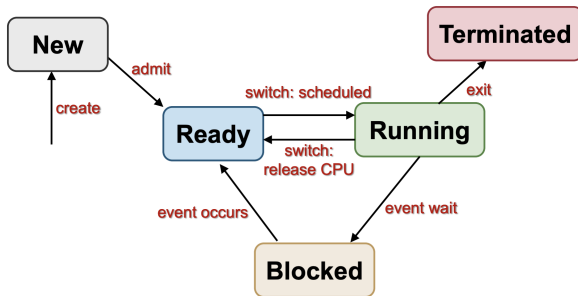 New
Terminated
admit
create
switch: scheduled
exit
Ready
Running
switch:
release CPU
event occurs
event wait
Blocked